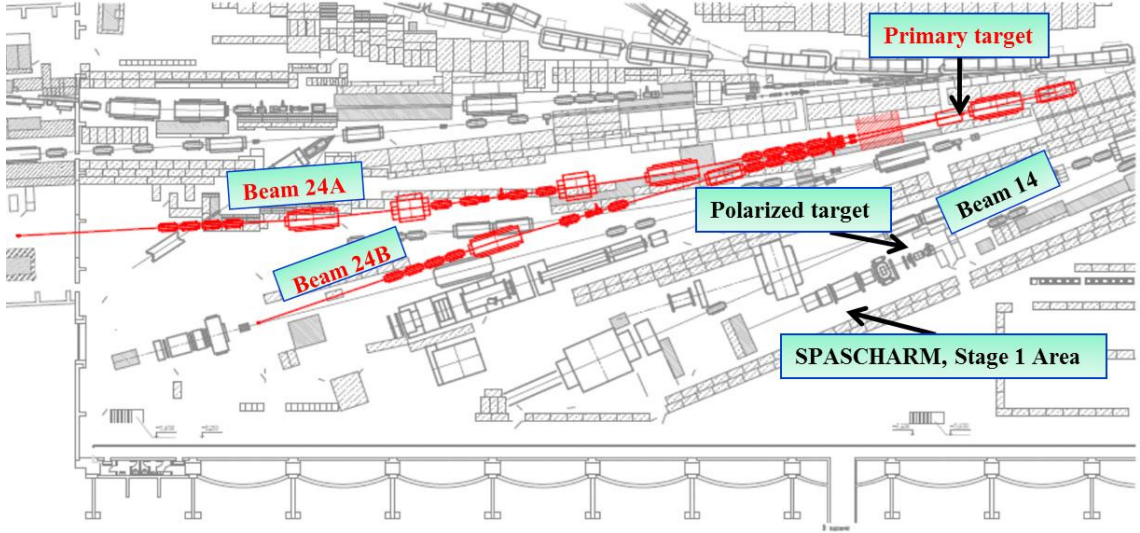 Primary target
Beam 24A
Beam 14
Polarized target
Beam 24B
SPASCHARM, Stage 1 Area